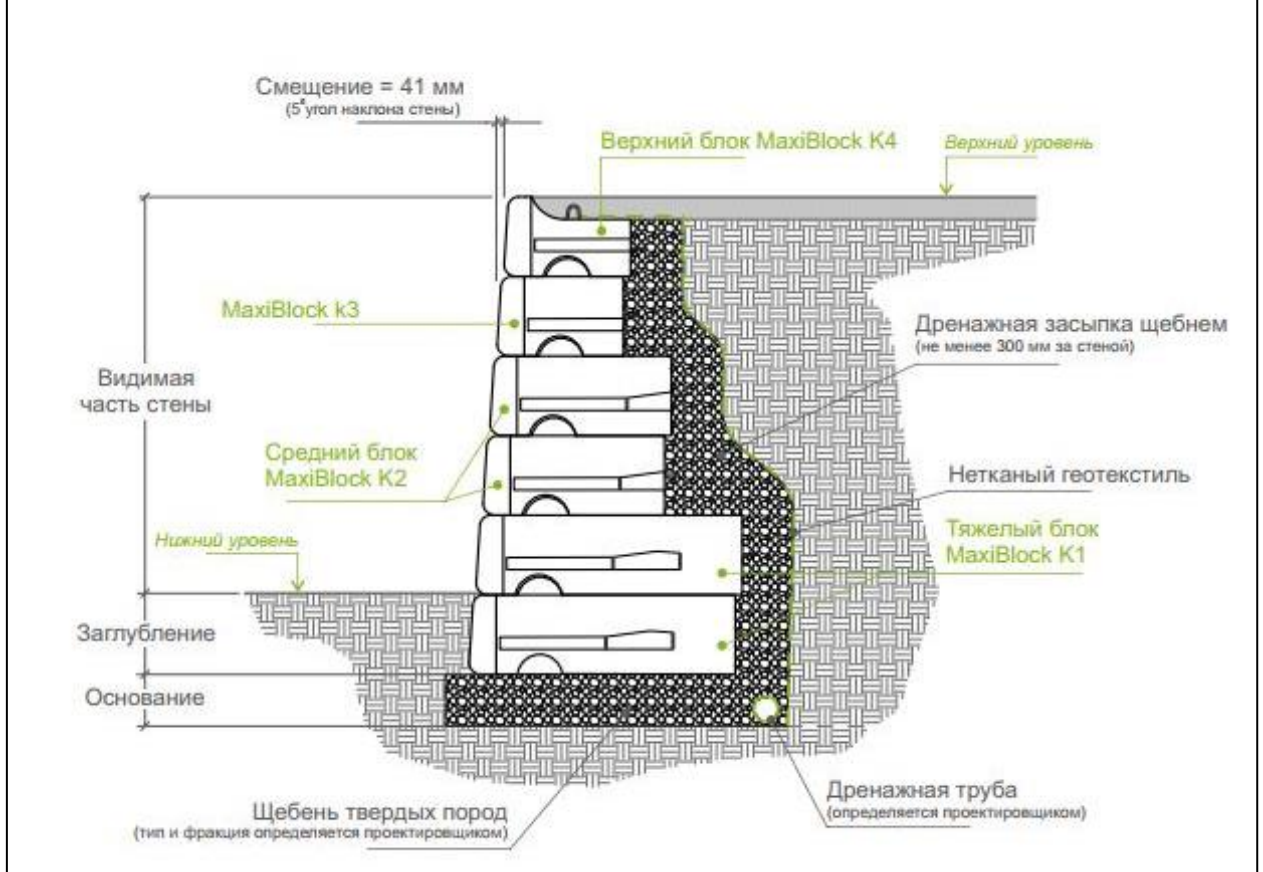 Смещение = 41 мм
(5°угол наклона стены)
Верхний блок MaxiBlock K4
Верхний уровень
MaxiBlock k3
Дренажная засыпка щебнем
(не менее 300 мм за стеной)
Видимая
часть стены
Средний блок
MaxiBlock K2
Нетканый геотекстиль
Нижний уровень
Тяжелый блок
MaxiBlock K1
Заглубление
Основание
Щебень твердых пород
(тип и фракция определяется проектировщиком)
Дренажная труба
(определяется проектировщиком)